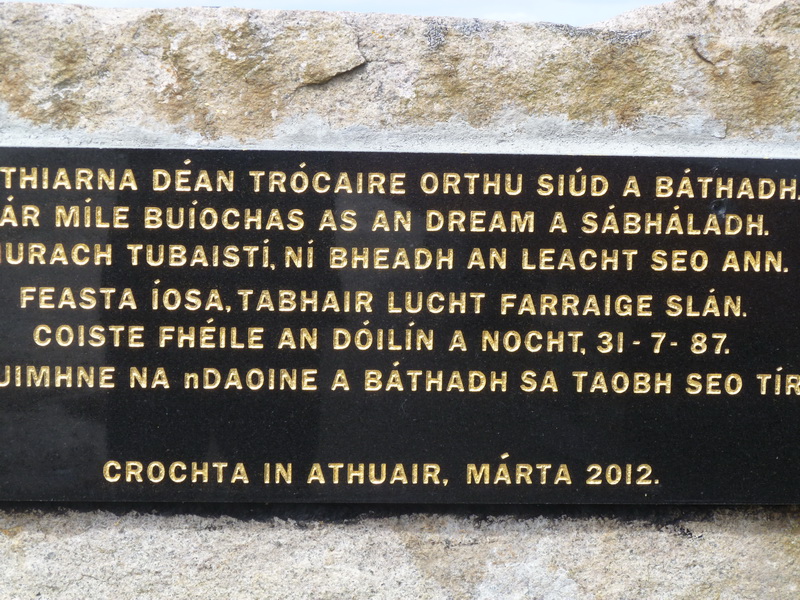 THIARNA DÉAN TRÓCAIRE ORTHU SIÚD A BÁTHADH.
ÁR MÍLE BUÍOCHAS AS AN DREAM A SÁBHÁLADH.
MURACH TUBAISTÍ, NÍ BHEADH AN LEACHT SEO ANN.
FEASTA ÍOSA, TABHAIR LUCHT FARRAIGE SLÁN.
COISTE FHÉILE AN DÓILÍN A NOCHT, 31-7-87.
UIMHNE NA nDAOINE A BÁTHADH SA TAOBH SEO TÍR
CROCHTA IN ATHUAIR, MÁRTA 2012.